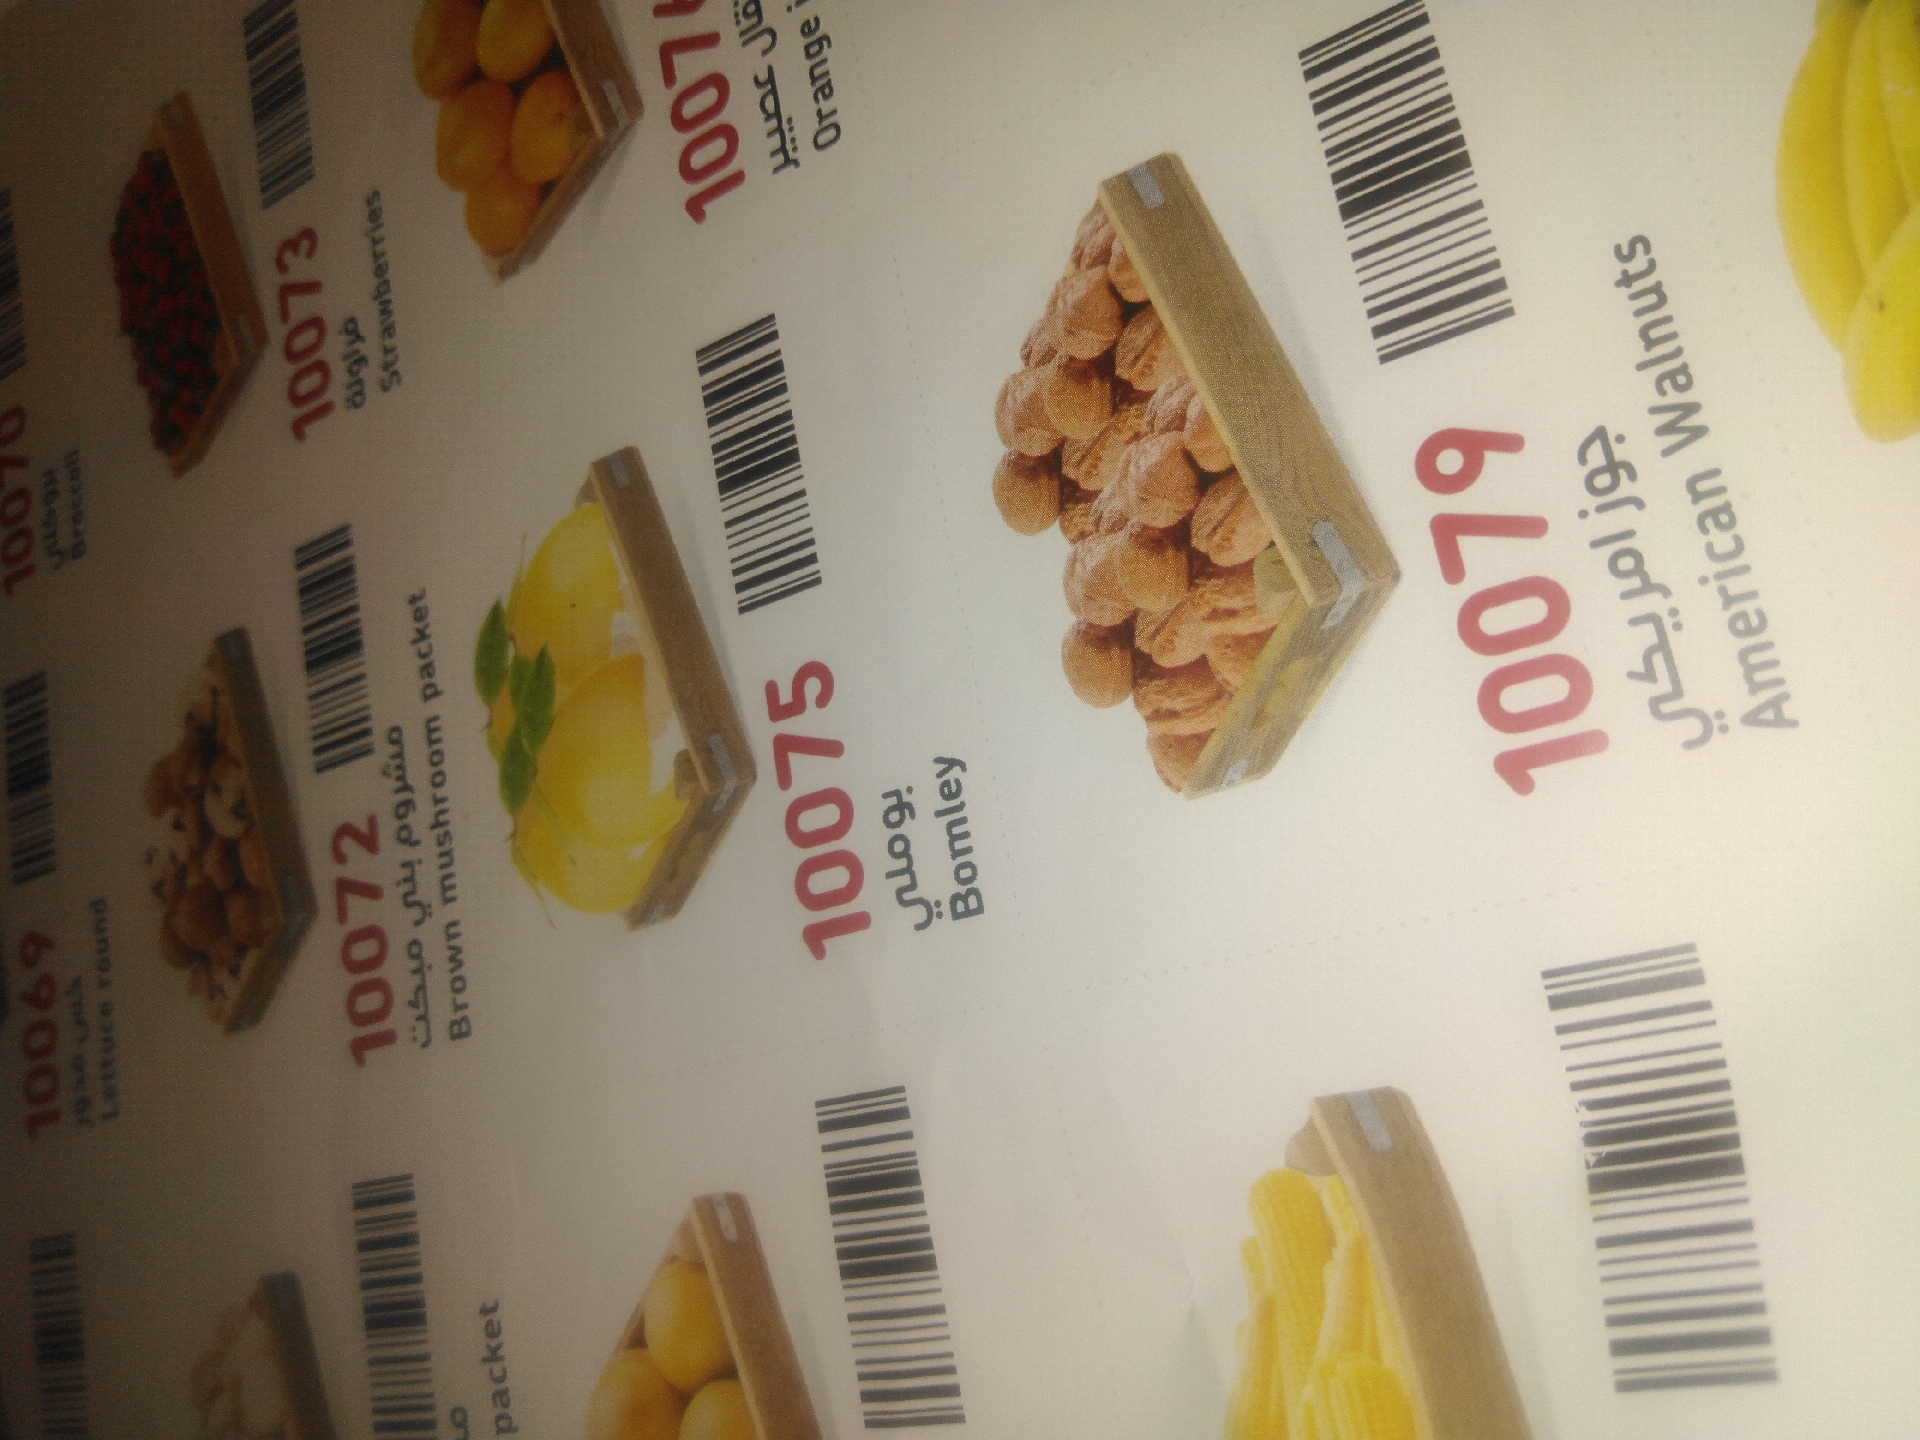 10070
بروكلي
Broccoli
10073
فراولة
Strawberries
عصير
Orange
10069
خس مدور
Lettuce round
10072
مشروم بني مبكت
Brown mushroom packet
10075
بوملي
Bomley
10079
جوز امريكي
American Walnuts
packet